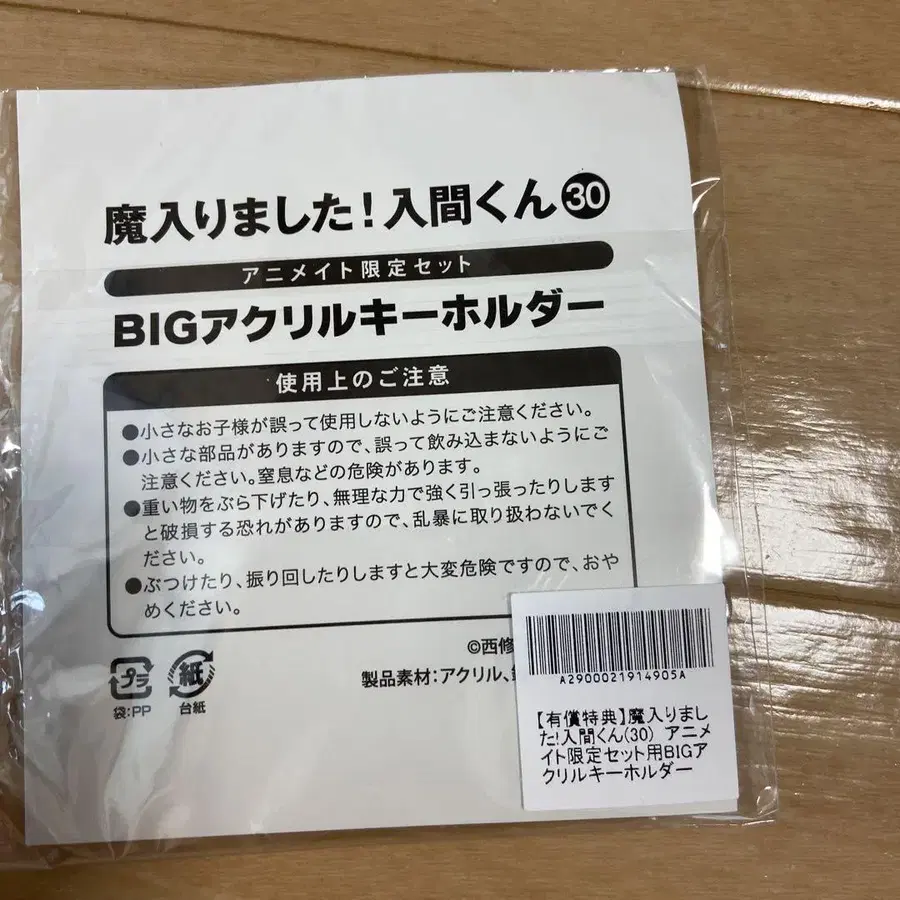 魔入りました!入間くん30
アニメイト限定セット
BIGアクリルキーホルダー
使用上のご注意
●小さなお子様が誤って使用しないようにご注意ください。
●小さな部品がありますので、誤って飲み込まないようにご
注意ください。窒息などの危険があります。
●重い物をぶら下げたり、無理な力で強く引っ張ったりします
と破損する恐れがありますので、乱暴に取り扱わないでく
ださい。
●ぶつけたり、振り回したりしますと大変危険ですので、おや
めください。
©西修
製品素材:アクリル、
プラ
袋:PP
紙
台紙
A2900021914905A
【有償特典】魔入りまし
た!入間くん(30) アニメ
イト限定セット用BIGア
クリルキーホルダー